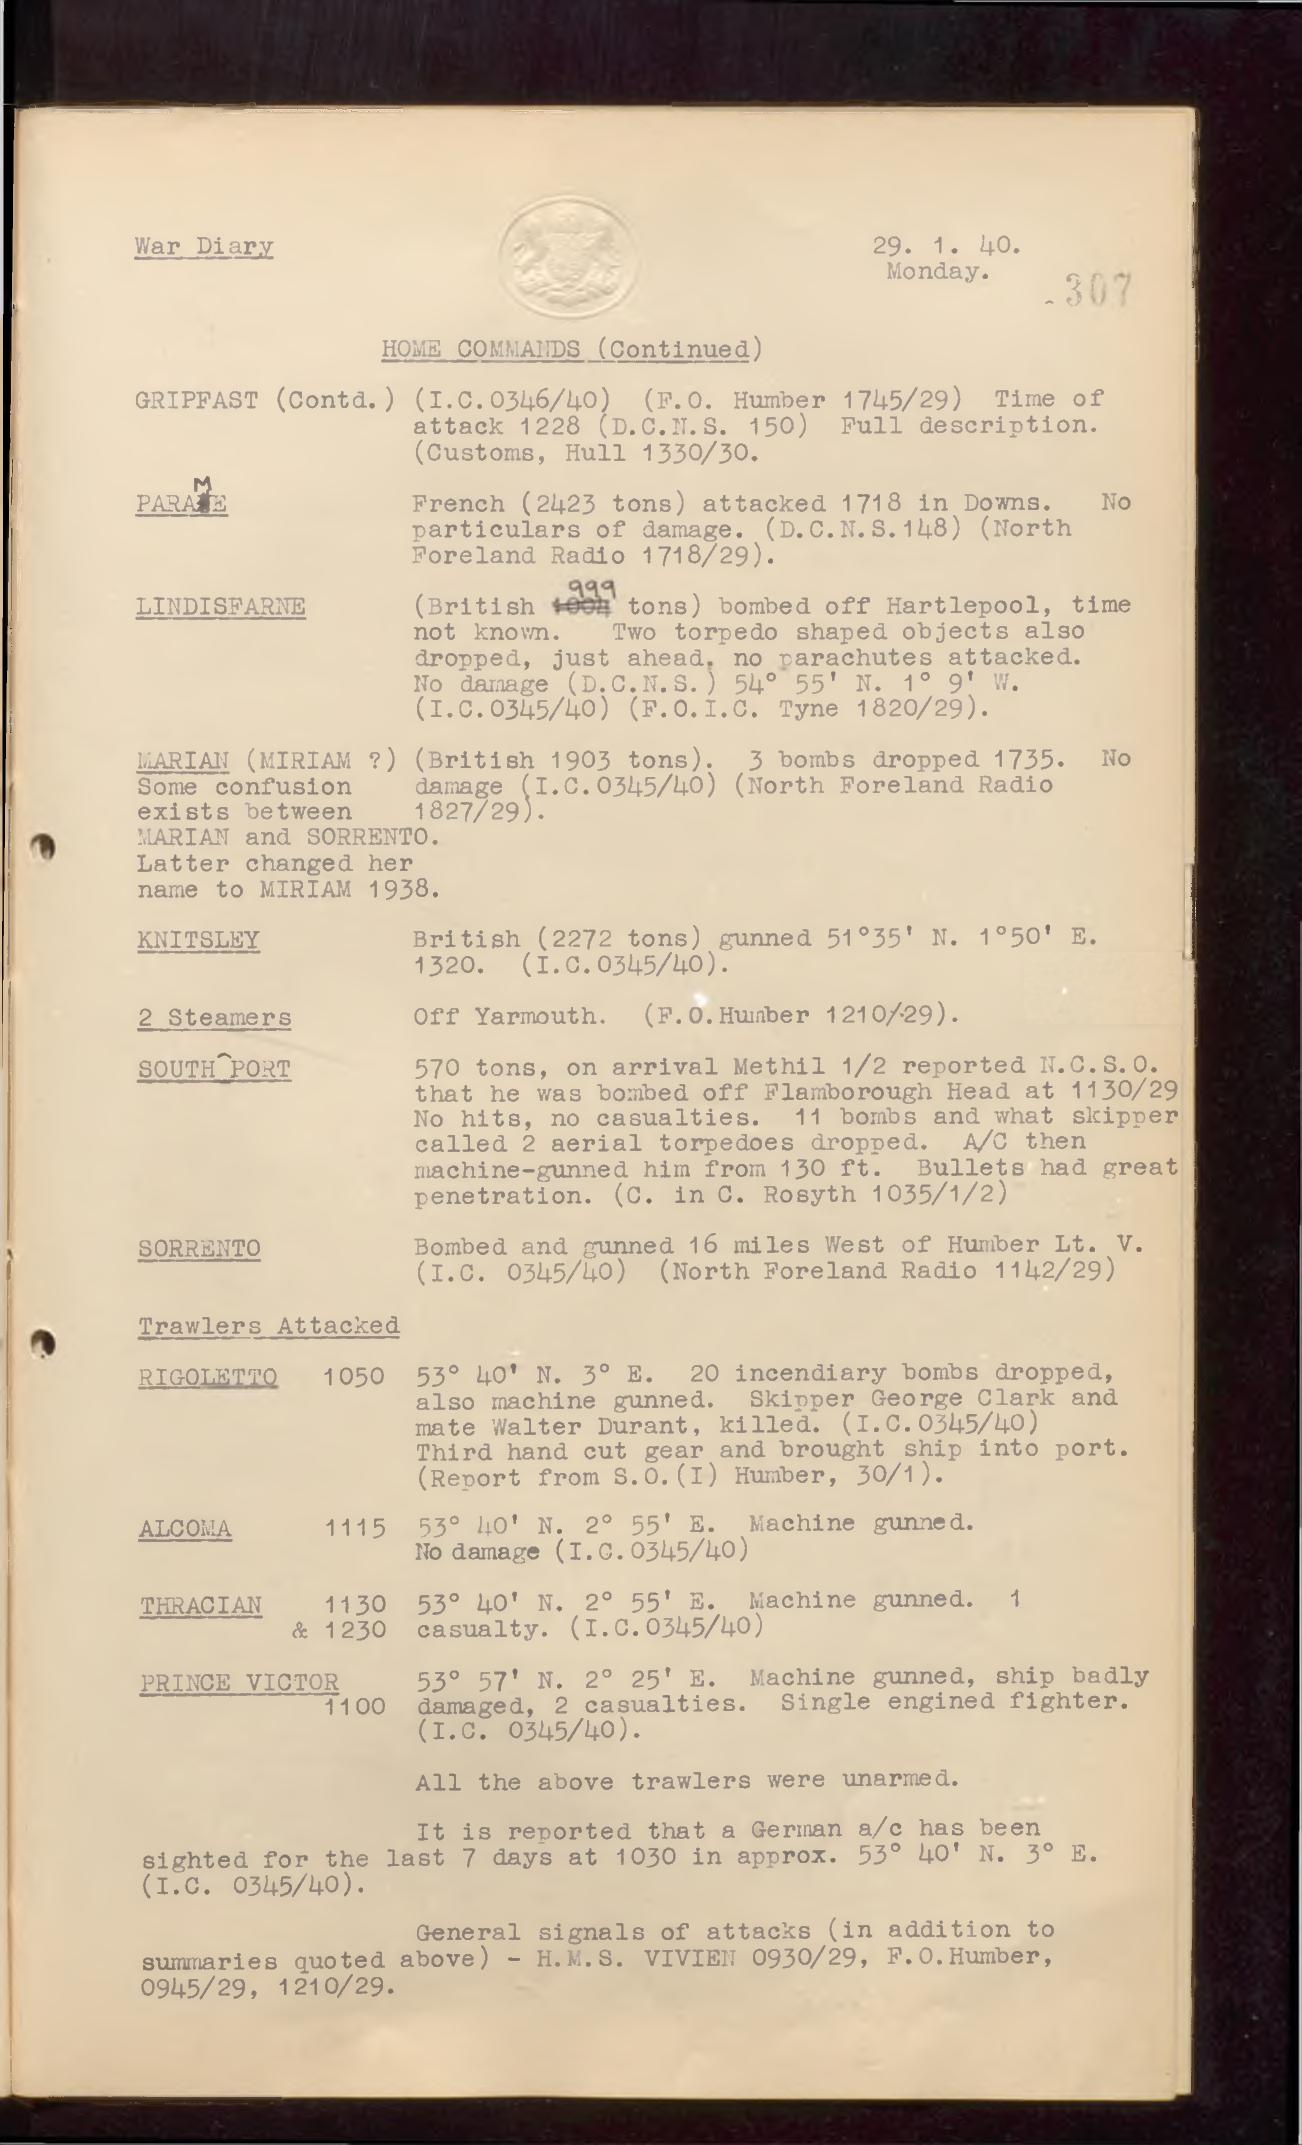 War Diary
29. 1. 40.
Monday.
307
HOME COMMANDS (Continued)
GRIPFAST (Contd.) (I.C.0346/40) (F.O. Humber 1745/29) Time of
attack 1228 (D.C.N.S. 150) Full description.
(Customs, Hull 1330/30.
PARAME French (2423 tons) attacked 1718 in Downs. No
particulars of damage. (D.C.N.S.148) (North
Foreland Radio 1718/29).
LINDISFARNE (British 1004 999 tons) bombed off Hartlepool, time
not known. Two torpedo shaped objects also
dropped, just ahead, no parachutes attacked.
No damage (D.C.N.S.) 54° 55' N. 1° 9' W.
(I.C.0345/40) (F.O.I.C. Tyne 1820/29).
MARIAN (MIRIAM ?) (British 1903 tons). 3 bombs dropped 1735. No
Some confusion damage (I.C.0345/40) (North Foreland Radio
exists between 1827/29).
MARIAN and SORRENTO.
Latter changed her
name to MIRIAM 1938.
KNITSLEY British (2272 tons) gunned 51°35' N. 1°50' E.
1320. (I.C.0345/40).
2 Steamers Off Yarmouth. (F.O.Humber 1210/29).
SOUTH PORT 570 tons, on arrival Methil 1/2 reported N.C.S.O.
that he was bombed off Flamborough Head at 1130/29
No hits, no casualties. 11 bombs and what skipper
called 2 aerial torpedoes dropped. A/C then
machine-gunned him from 130 ft. Bullets had great
penetration. (C. in C. Rosyth 1035/1/2)
SORRENTO Bombed and gunned 16 miles West of Humber Lt. V.
(I.C. 0345/40) (North Foreland Radio 1142/29)
Trawlers Attacked
RIGOLETTO 1050 53° 40' N. 3° E. 20 incendiary bombs dropped,
also machine gunned. Skipper George Clark and
mate Walter Durant, killed. (I.C.0345/40)
Third hand cut gear and brought ship into port.
(Report from S.O.(I) Humber, 30/1).
ALCOMA 1115 53° 40' N. 2° 55' E. Machine gunned.
No damage (I.C.0345/40)
THRACIAN 1130 53° 40' N. 2° 55' E. Machine gunned. 1
& 1230 casualty. (I.C.0345/40)
PRINCE VICTOR 53° 57' N. 2° 25' E. Machine gunned, ship badly
1100 damaged, 2 casualties. Single engined fighter.
(I.C. 0345/40).
All the above trawlers were unarmed.
It is reported that a German a/c has been
sighted for the last 7 days at 1030 in approx. 53° 40' N. 3° E.
(I.C. 0345/40).
General signals of attacks (in addition to
summaries quoted above) - H.M.S. VIVIEN 0930/29, F.O.Humber,
0945/29, 1210/29.